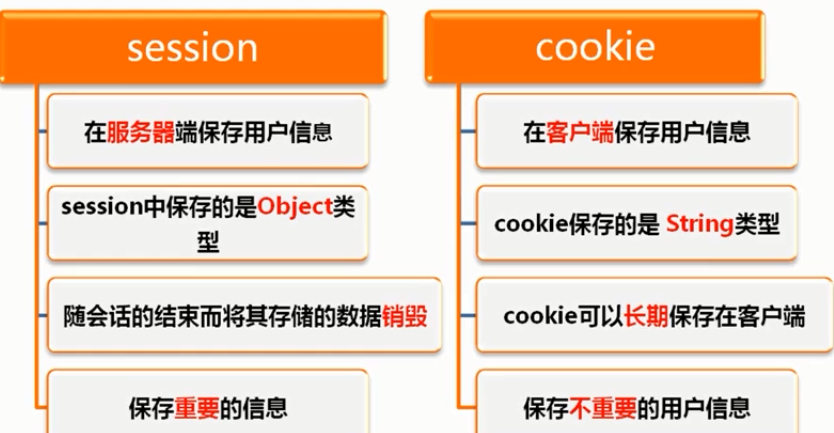 session
在服务器端保存用户信息
session中保存的是Object类
型
随会话的结束而将其存储的数据销毁
保存重要的信息
cookie
在客户端保存用户信息
cookie保存的是 String类型
cookie可以长期保存在客户端
保存不重要的用户信息